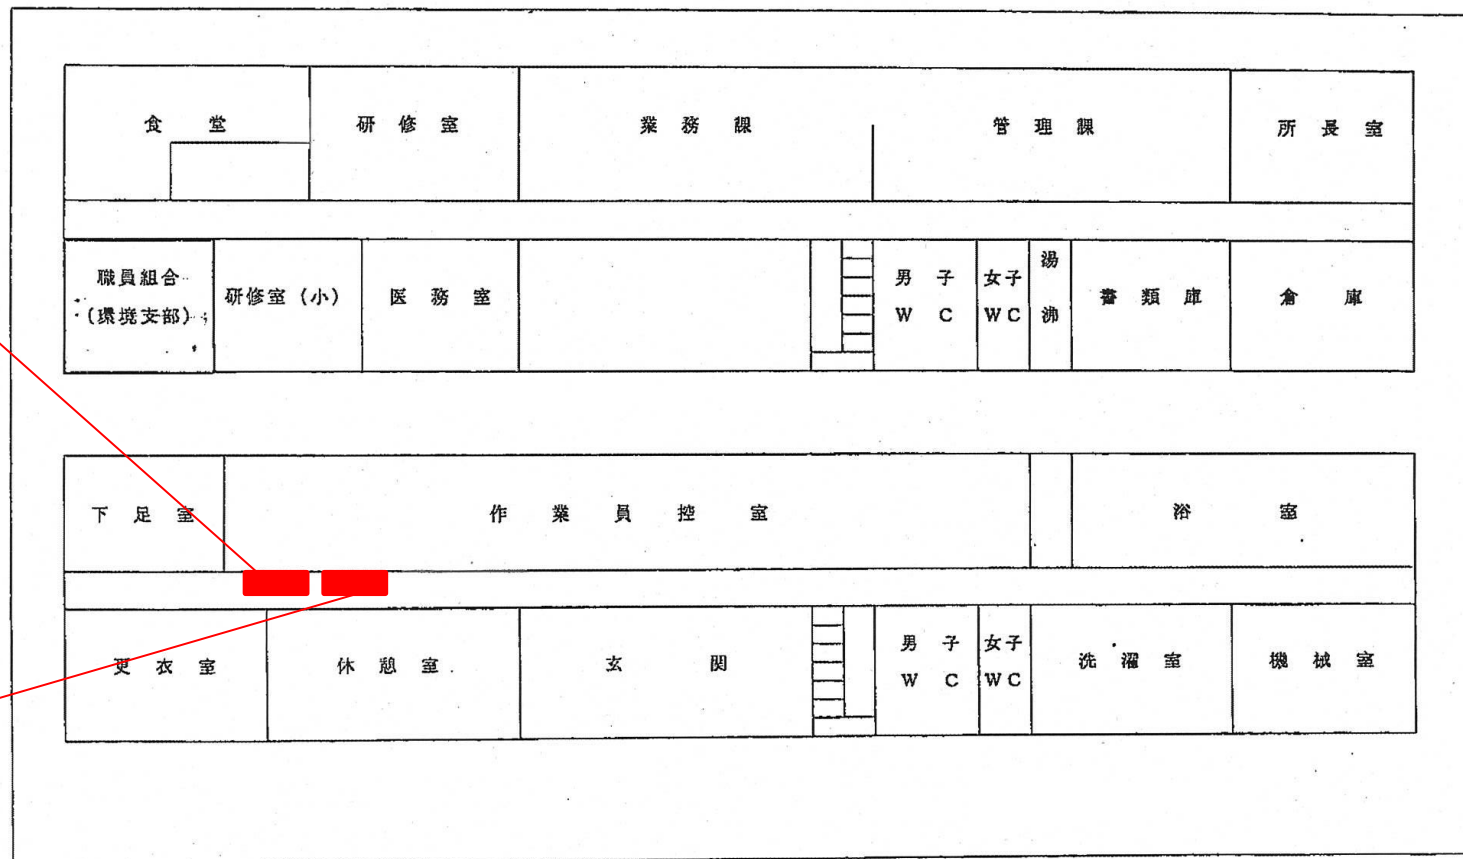 食堂
研修室
業務課
管理課
所長室
職員組合
(環境支部)
研修室(小)
医務室
男子
WC
女子
WC
湯沸
書類庫
倉庫
下足室
作業員控室
浴室
更衣室
休憩室
玄関
男子
WC
女子
WC
洗濯室
機械室